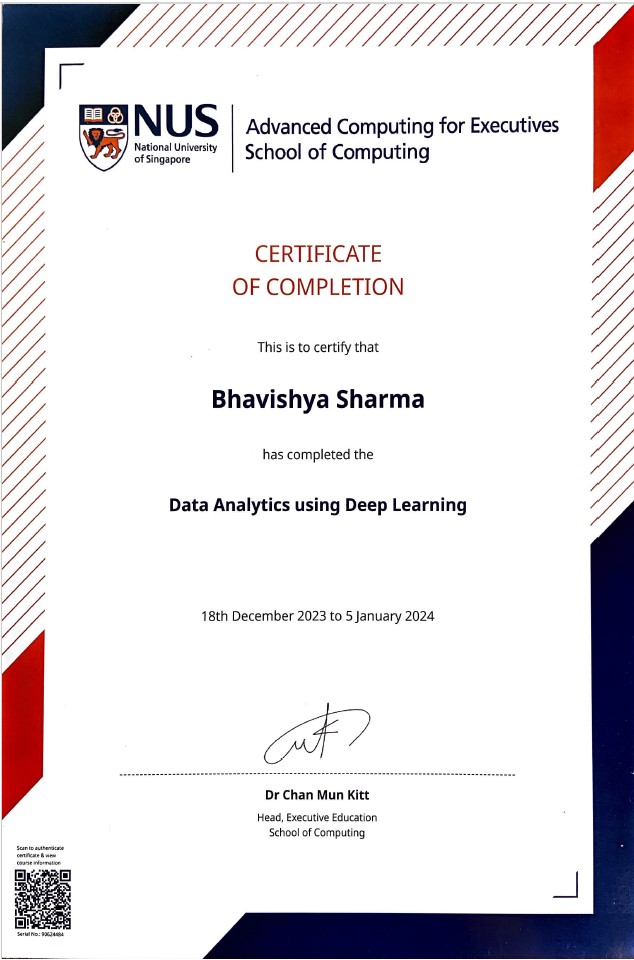 NUS
National University
of Singapore
Advanced Computing for Executives
School of Computing
CERTIFICATE
OF COMPLETION
This is to certify that
Bhavishya Sharma
has completed the
Data Analytics using Deep Learning
18th December 2023 to 5 January 2024
Dr Chan Mun Kitt
Head, Executive Education
School of Computing
Scan to authenticate
certificate & view
course information
Serial No.: 90624484